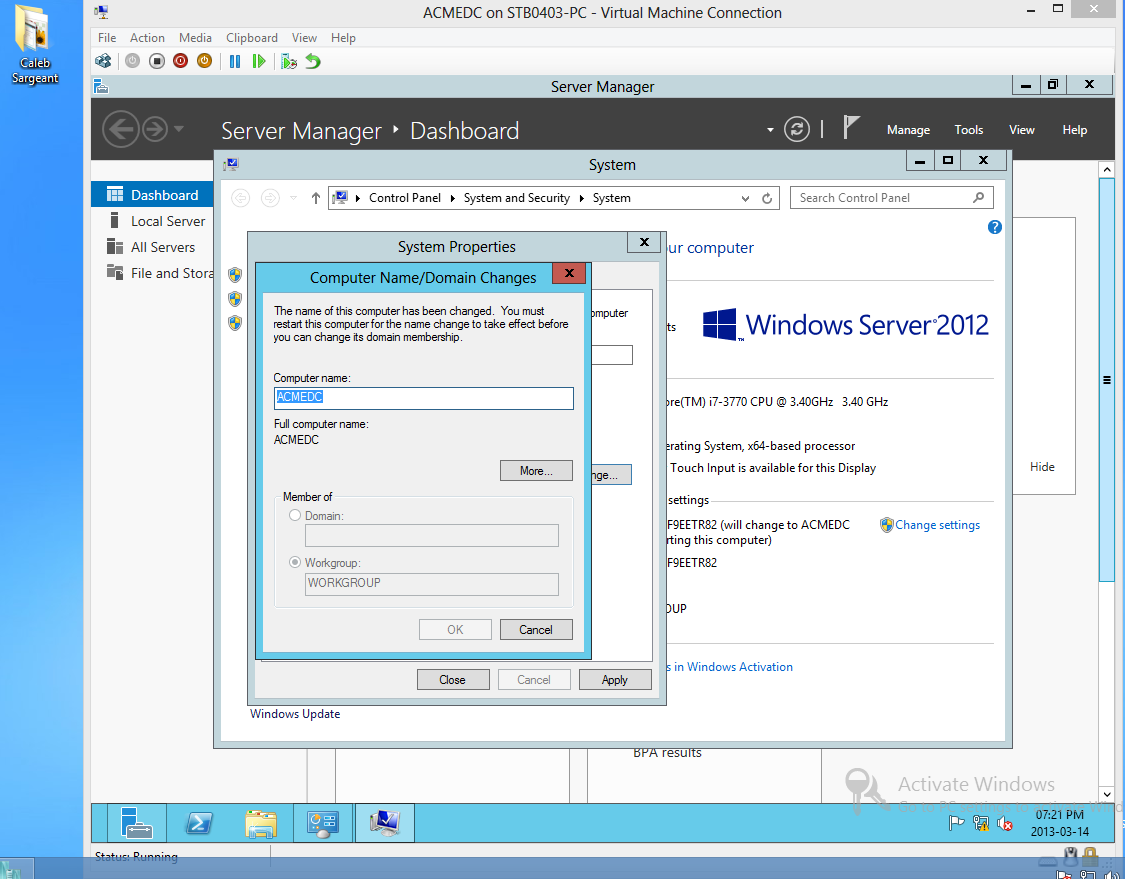 Caleb
Sargeant
ACMEDC on STB0403-PC - Virtual Machine Connection
File Action Media Clipboard View Help
Server Manager
Server Manager Dashboard
Manage Tools View Help
Dashboard
Local Server
All Servers
File and Stora
System
Control Panel System and Security System
Search Control Panel
ur computer
Windows Server 2012
ore(TM) i7-3770 CPU @ 3.40GHz 3.40 GHz
erating System, x64-based processor
Touch Input is available for this Display
settings
F9EETR82 (will change to ACMEDC
rting this computer)
Change settings
F9EETR82
OUP
s in Windows Activation
Windows Update
System Properties
omputer
ts
nge...
Close Cancel Apply
Computer Name/Domain Changes
The name of this computer has been changed. You must
restart this computer for the name change to take effect before
you can change its domain membership.
Computer name:
ACMEDC
Full computer name:
ACMEDC
More...
Member of
Domain:
Workgroup:
WORKGROUP
OK Cancel
Hide
BPA results
Activate Windows
07:21 PM
2013-03-14
Status: Running